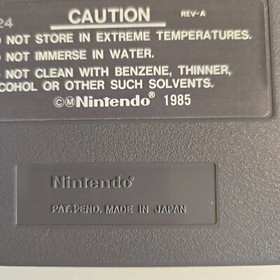 24 CAUTION REV-A
NOT STORE IN EXTREME TEMPERATURES.
NOT IMMERSE IN WATER.
NOT CLEAN WITH BENZENE, THINNER,
COHOL OR OTHER SUCH SOLVENTS.
©Ⓜ Nintendo® 1985
Nintendo®
PAT. PEND. MADE IN JAPAN